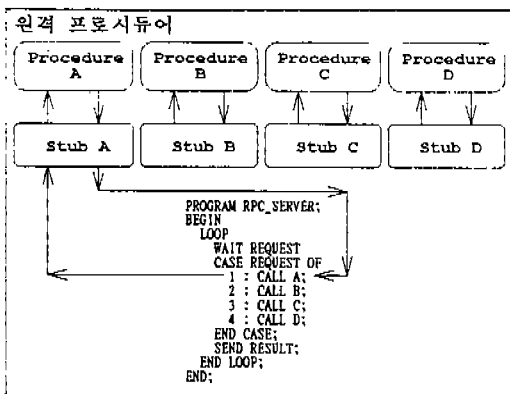 원격 프로시듀어
Procedure A
Procedure B
Procedure C
Procedure D
Stub A
Stub B
Stub C
Stub D
PROGRAM RPC_SERVER;
BEGIN
LOOP
WAIT REQUEST
CASE REQUEST OF
1 : CALL A;
2 : CALL B;
3 : CALL C;
4 : CALL D;
END CASE;
SEND RESULT;
END LOOP;
END;